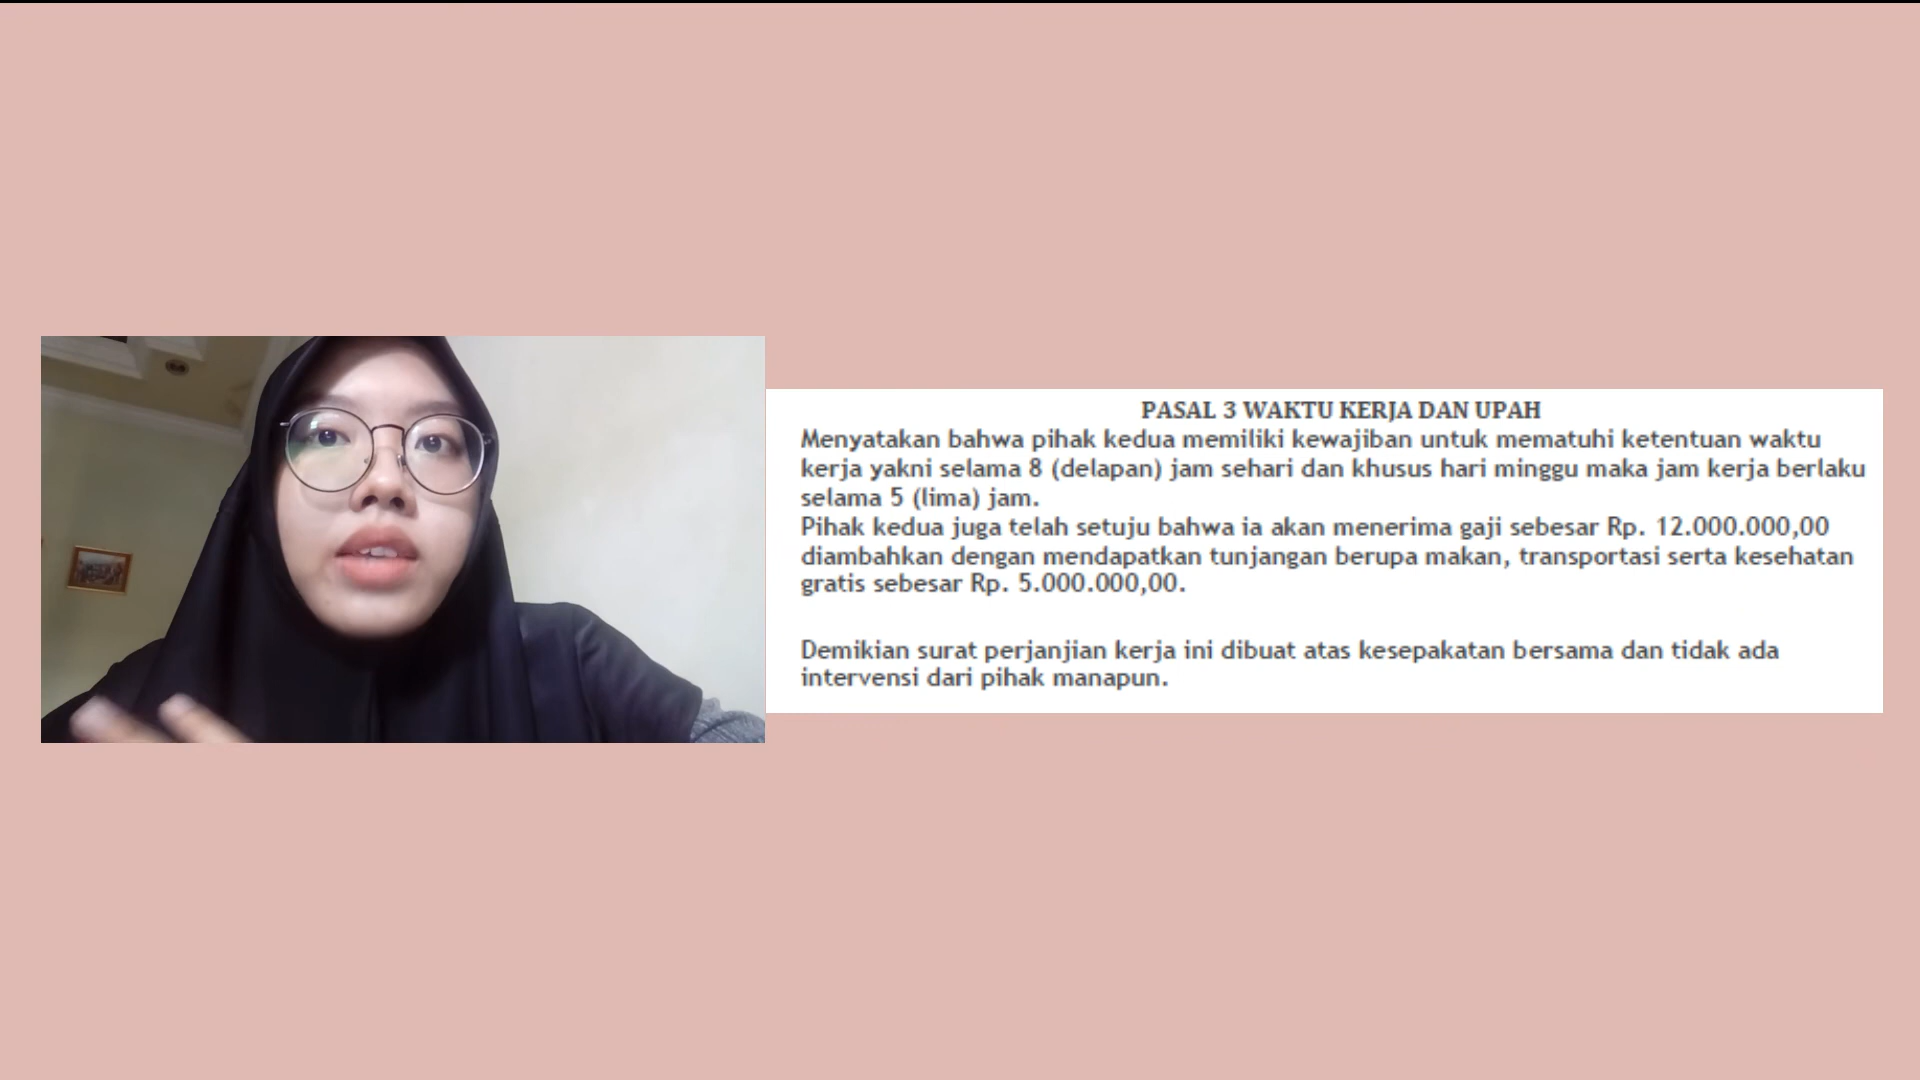 PASAL 3 WAKTU KERJA DAN UPAH
Menyatakan bahwa pihak kedua memiliki kewajiban untuk mematuhi ketentuan waktu
kerja yakni selama 8 (delapan) jam sehari dan khusus hari minggu maka jam kerja berlaku
selama 5 (lima) jam.
Pihak kedua juga telah setuju bahwa ia akan menerima gaji sebesar Rp. 12.000.000,00
diambahkan dengan mendapatkan tunjangan berupa makan, transportasi serta kesehatan
gratis sebesar Rp. 5.000.000,00.
Demikian surat perjanjian kerja ini dibuat atas kesepakatan bersama dan tidak ada
intervensi dari pihak manapun.